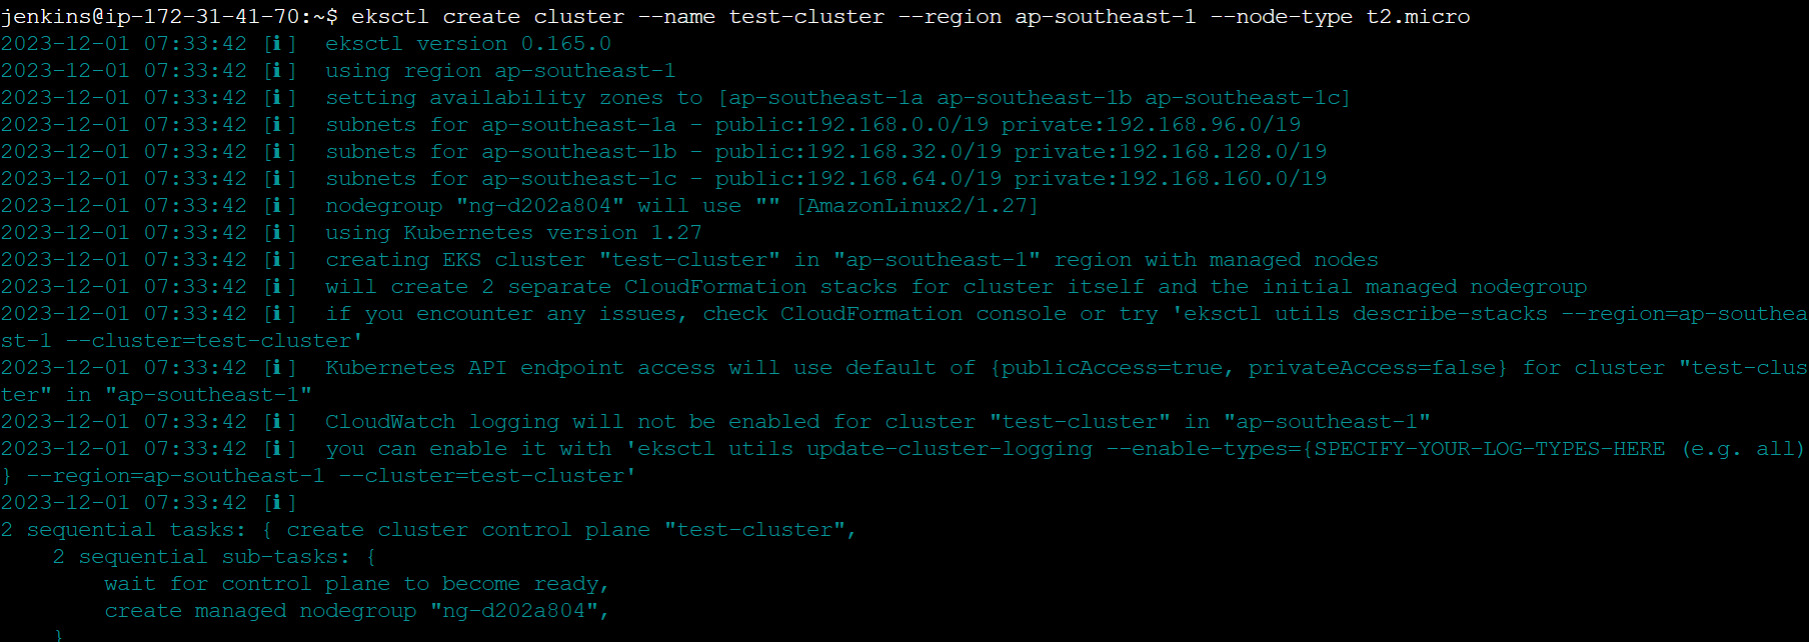 jenkins@ip-172-31-41-70:~$ eksctl create cluster --name test-cluster --region ap-southeast-1 --node-type t2.micro
2023-12-01 07:33:42 [ℹ]  eksctl version 0.165.0
2023-12-01 07:33:42 [ℹ]  using region ap-southeast-1
2023-12-01 07:33:42 [ℹ]  setting availability zones to [ap-southeast-1a ap-southeast-1b ap-southeast-1c]
2023-12-01 07:33:42 [ℹ]  subnets for ap-southeast-1a - public:192.168.0.0/19 private:192.168.96.0/19
2023-12-01 07:33:42 [ℹ]  subnets for ap-southeast-1b - public:192.168.32.0/19 private:192.168.128.0/19
2023-12-01 07:33:42 [ℹ]  subnets for ap-southeast-1c - public:192.168.64.0/19 private:192.168.160.0/19
2023-12-01 07:33:42 [ℹ]  nodegroup "ng-d202a804" will use "" [AmazonLinux2/1.27]
2023-12-01 07:33:42 [ℹ]  using Kubernetes version 1.27
2023-12-01 07:33:42 [ℹ]  creating EKS cluster "test-cluster" in "ap-southeast-1" region with managed nodes
2023-12-01 07:33:42 [ℹ]  will create 2 separate CloudFormation stacks for cluster itself and the initial managed nodegroup
2023-12-01 07:33:42 [ℹ]  if you encounter any issues, check CloudFormation console or try 'eksctl utils describe-stacks --region=ap-southea
st-1 --cluster=test-cluster'
2023-12-01 07:33:42 [ℹ]  Kubernetes API endpoint access will use default of {publicAccess=true, privateAccess=false} for cluster "test-clus
ter" in "ap-southeast-1"
2023-12-01 07:33:42 [ℹ]  CloudWatch logging will not be enabled for cluster "test-cluster" in "ap-southeast-1"
2023-12-01 07:33:42 [ℹ]  you can enable it with 'eksctl utils update-cluster-logging --enable-types={SPECIFY-YOUR-LOG-TYPES-HERE (e.g. all)
} --region=ap-southeast-1 --cluster=test-cluster'
2023-12-01 07:33:42 [ℹ]
2 sequential tasks: { create cluster control plane "test-cluster",
    2 sequential sub-tasks: {
        wait for control plane to become ready,
        create managed nodegroup "ng-d202a804",
    }